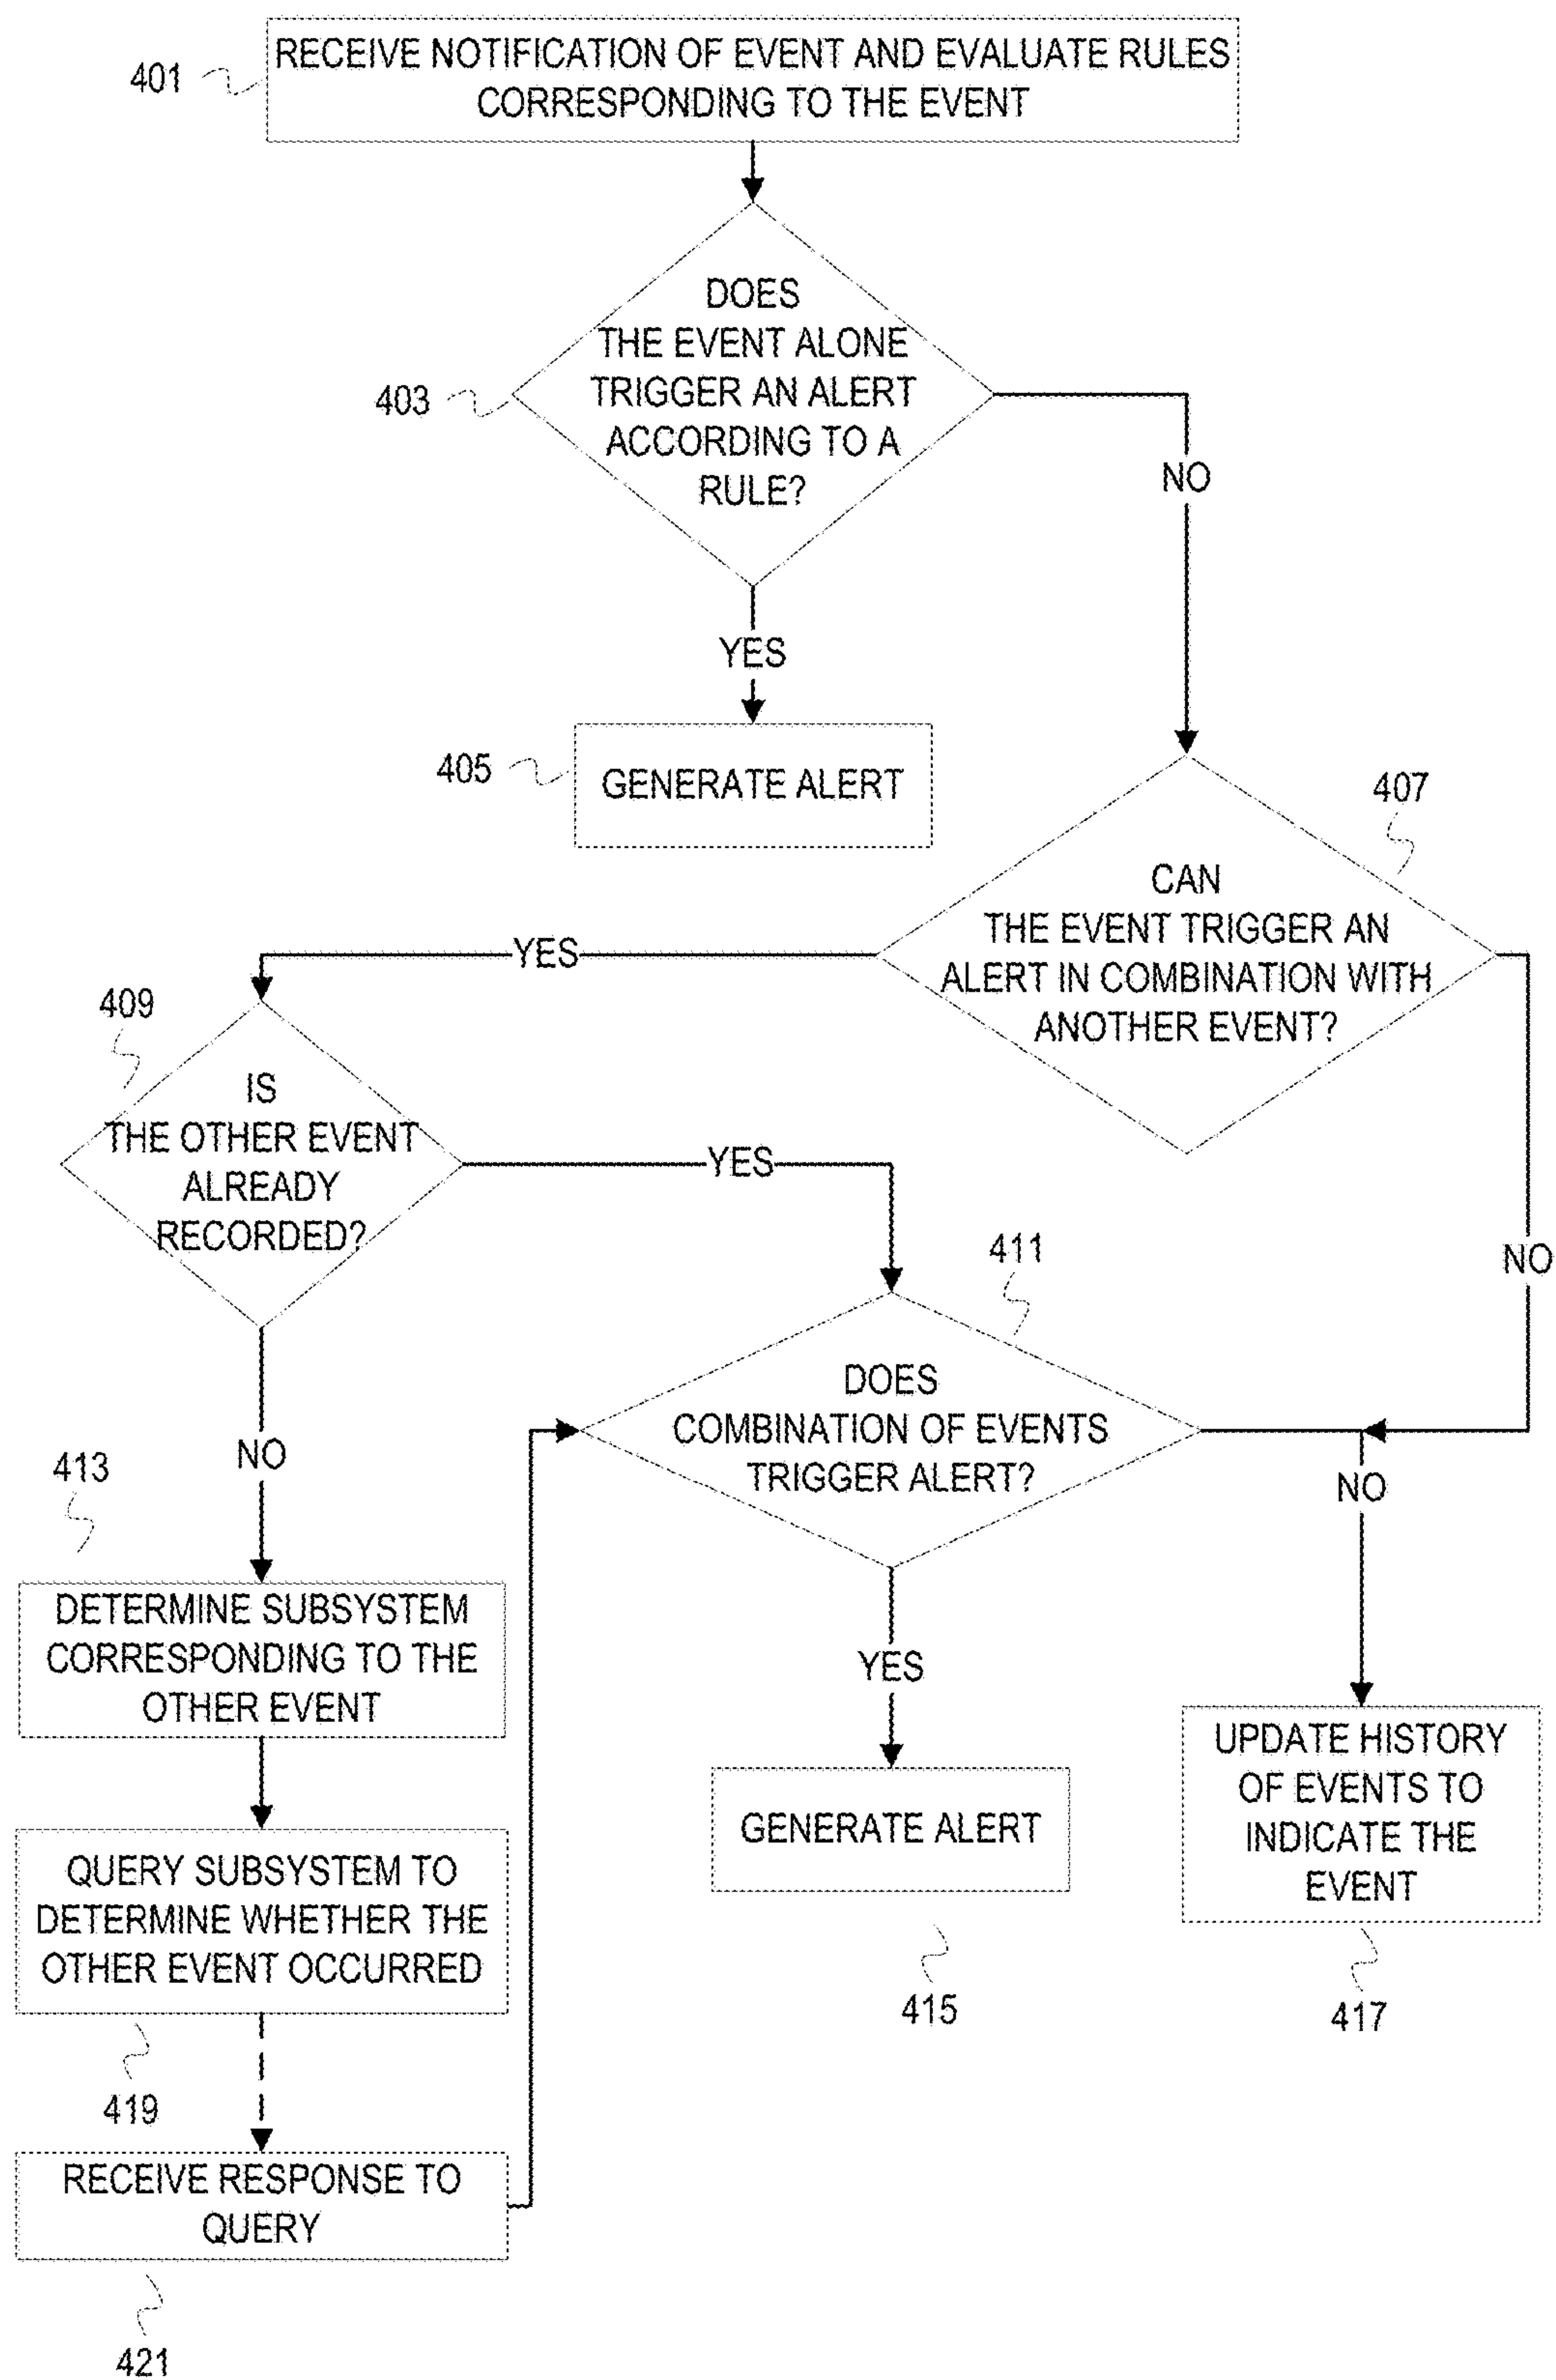 401
RECEIVE NOTIFICATION OF EVENT AND EVALUATE RULES
CORRESPONDING TO THE EVENT
403
DOES
THE EVENT ALONE
TRIGGER AN ALERT
ACCORDING TO A
RULE?
NO
YES
405
GENERATE ALERT
407
CAN
THE EVENT TRIGGER AN
ALERT IN COMBINATION WITH
ANOTHER EVENT?
YES
NO
409
IS
THE OTHER EVENT
ALREADY
RECORDED?
YES
NO
411
DOES
COMBINATION OF EVENTS
TRIGGER ALERT?
NO
YES
413
DETERMINE SUBSYSTEM
CORRESPONDING TO THE
OTHER EVENT
GENERATE ALERT
415
UPDATE HISTORY
OF EVENTS TO
INDICATE THE
EVENT
417
QUERY SUBSYSTEM TO
DETERMINE WHETHER THE
OTHER EVENT OCCURRED
419
RECEIVE RESPONSE TO
QUERY
421